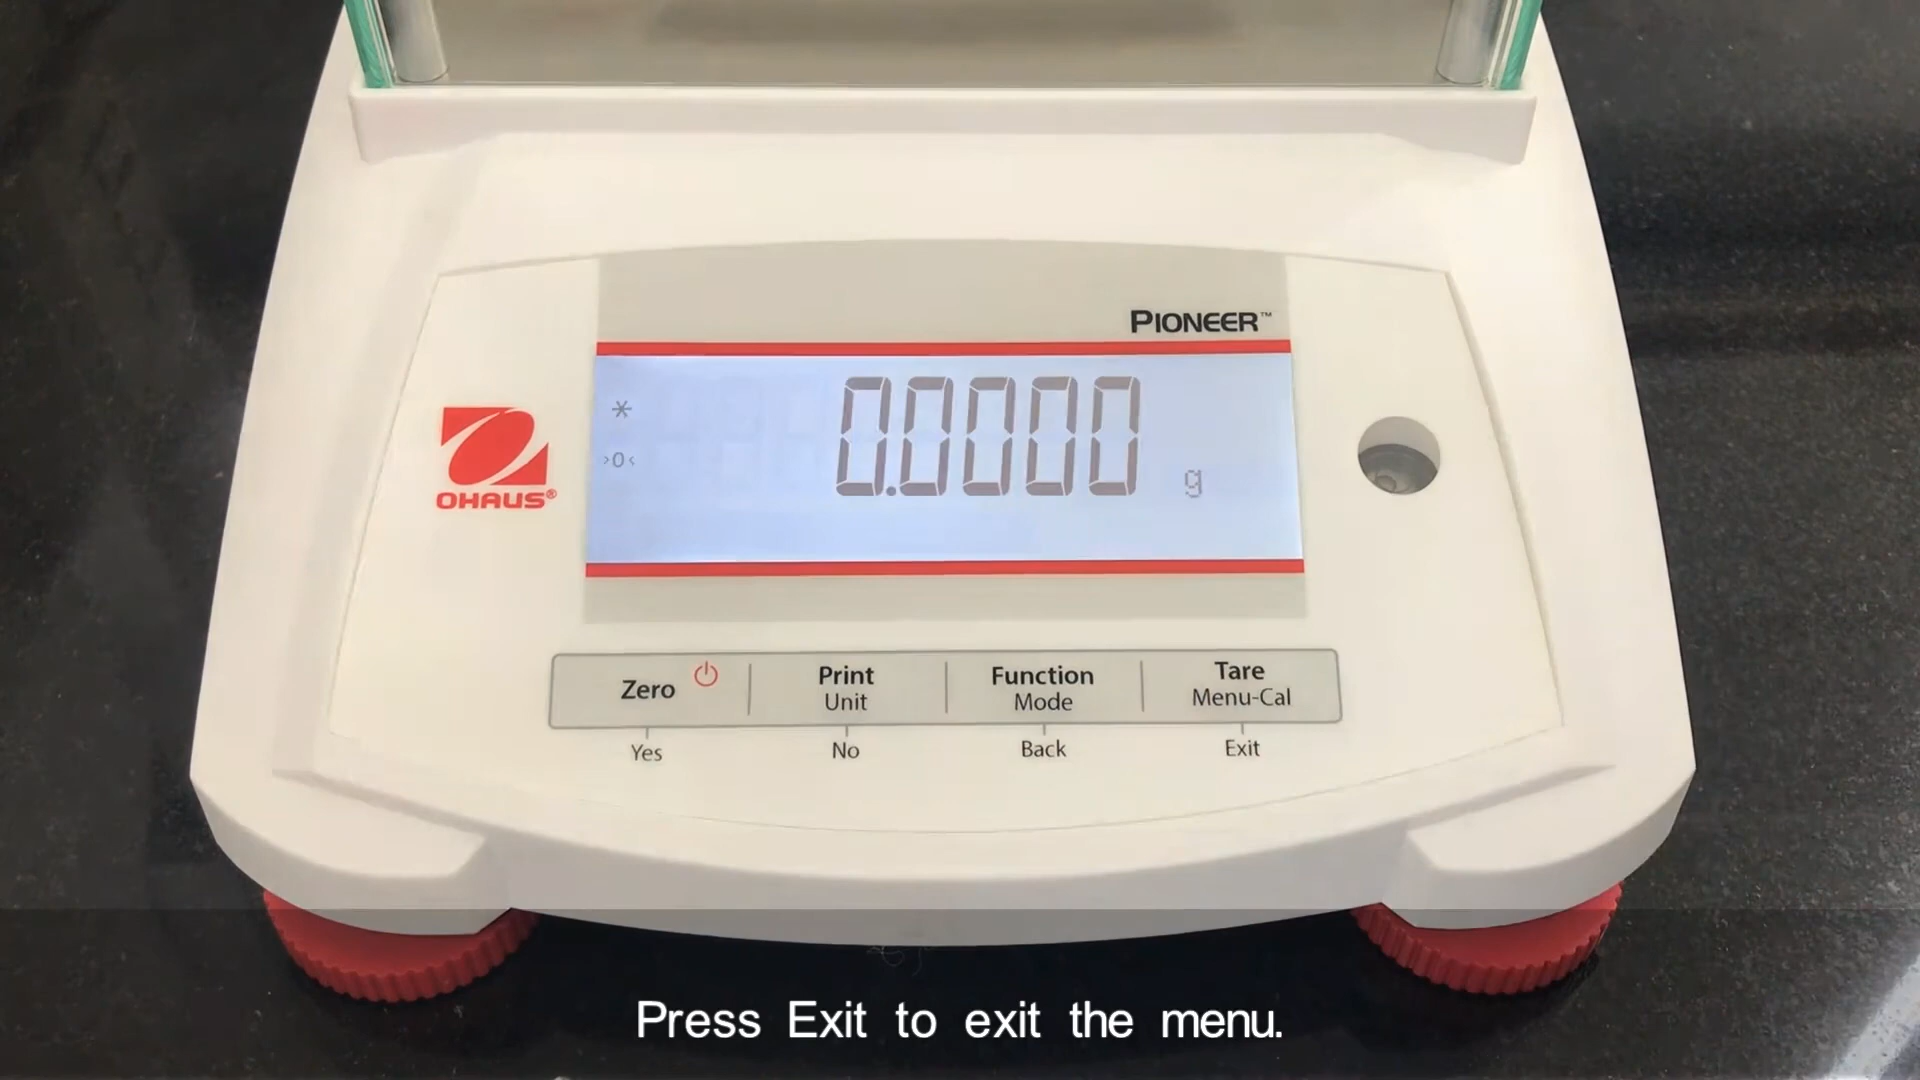 PIONEER™
*
>0<
0.0000 g
OHAUS®
Zero
Print
Unit
Function
Mode
Tare
Menu-Cal
Yes
No
Back
Exit
Press Exit to exit the menu.